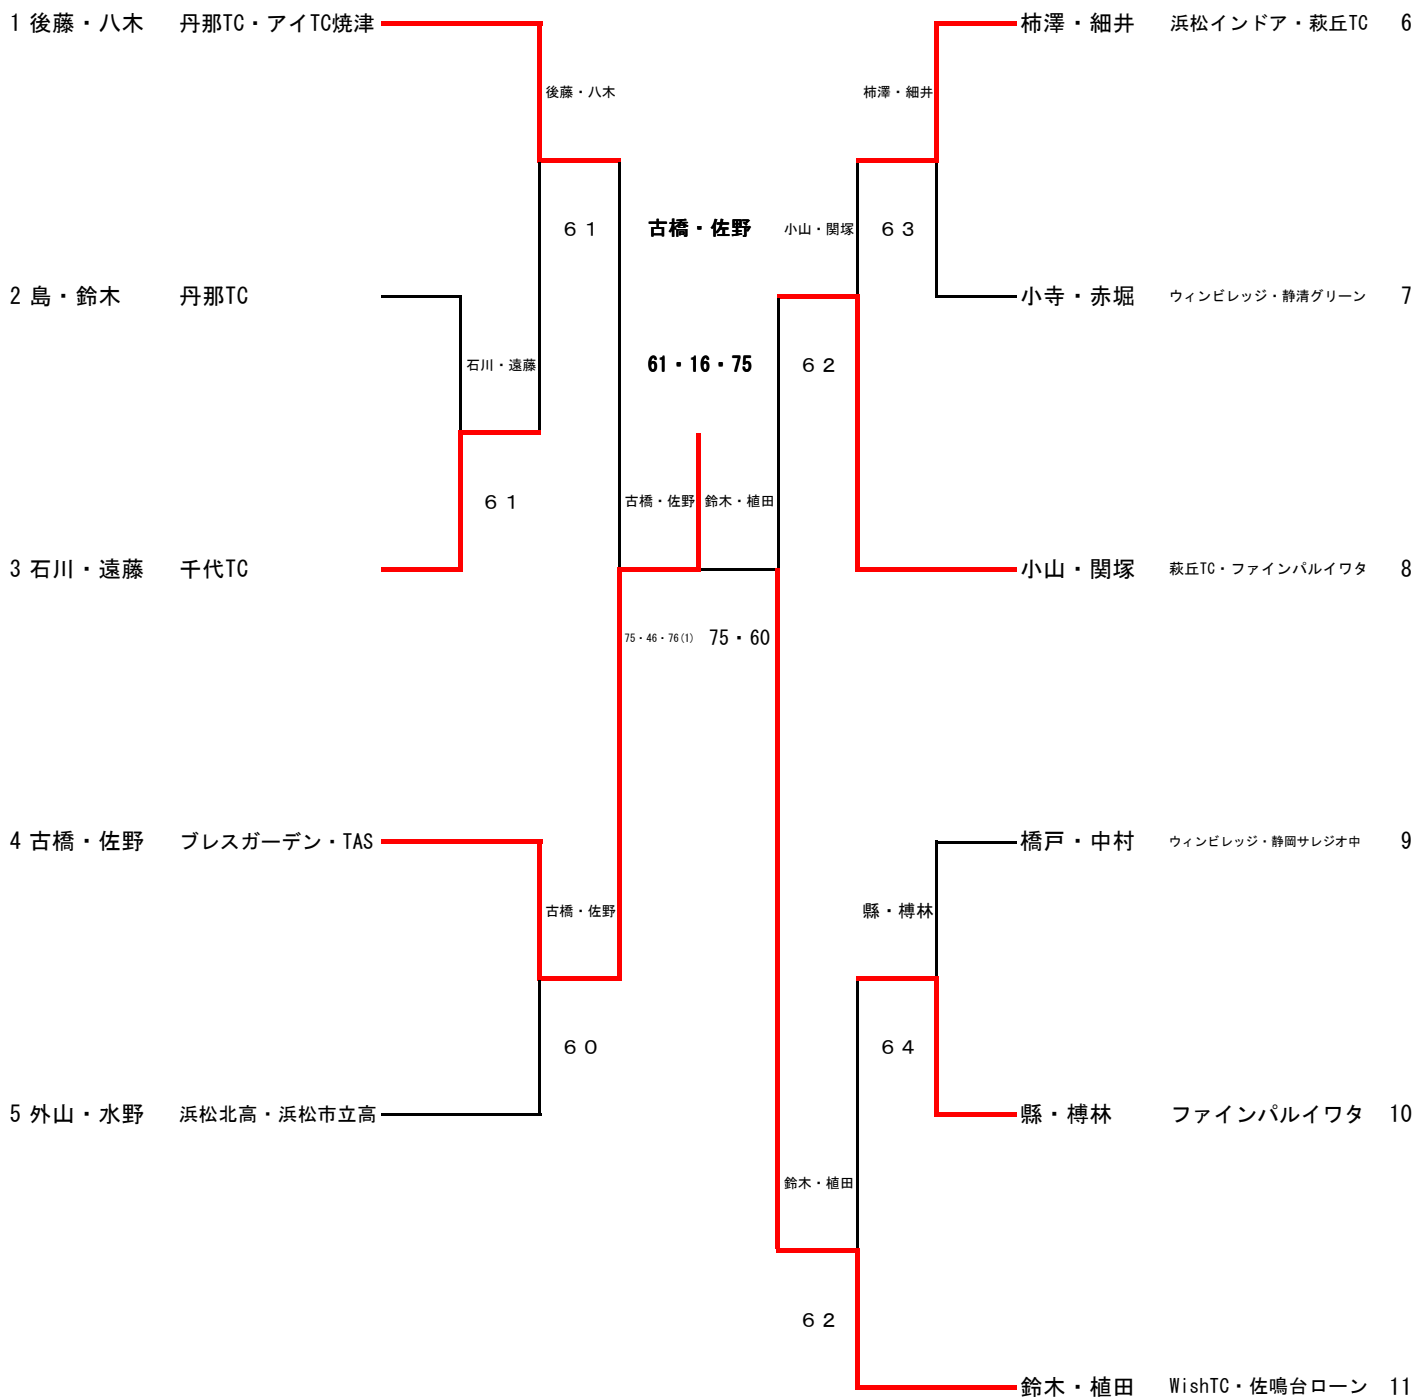 1 後藤・八木 丹那TC・アイTC焼津
柿澤・細井 浜松インドア・萩丘TC 6
後藤・八木
柿澤・細井
61
古橋・佐野
小山・関塚
63
2 島・鈴木 丹那TC
小寺・赤堀 ウィンビレッジ・静清グリーン 7
石川・遠藤
61・16・75
62
61
古橋・佐野
鈴木・植田
3 石川・遠藤 千代TC
小山・関塚 萩丘TC・ファインパルイワタ 8
75・46・76(1)
75・60
4 古橋・佐野 ブレスガーデン・TAS
橋戸・中村 ウィンビレッジ・静岡サレジオ中 9
古橋・佐野
縣・榑林
60
64
5 外山・水野 浜松北高・浜松市立高
縣・榑林 ファインパルイワタ 10
鈴木・植田
62
鈴木・植田 WishTC・佐鳴台ローン 11